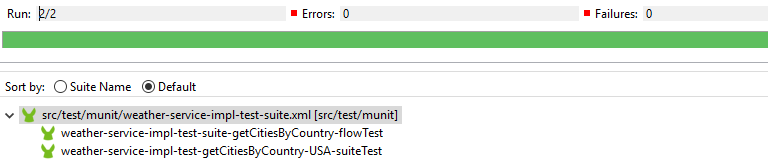 Run: 2/2 Errors: 0 Failures: 0
Sort by: Suite Name Default
src/test/munit/weather-service-impl-test-suite.xml [src/test/munit]
weather-service-impl-test-suite-getCitiesByCountry-flowTest
weather-service-impl-test-getCitiesByCountry-USA-suiteTest